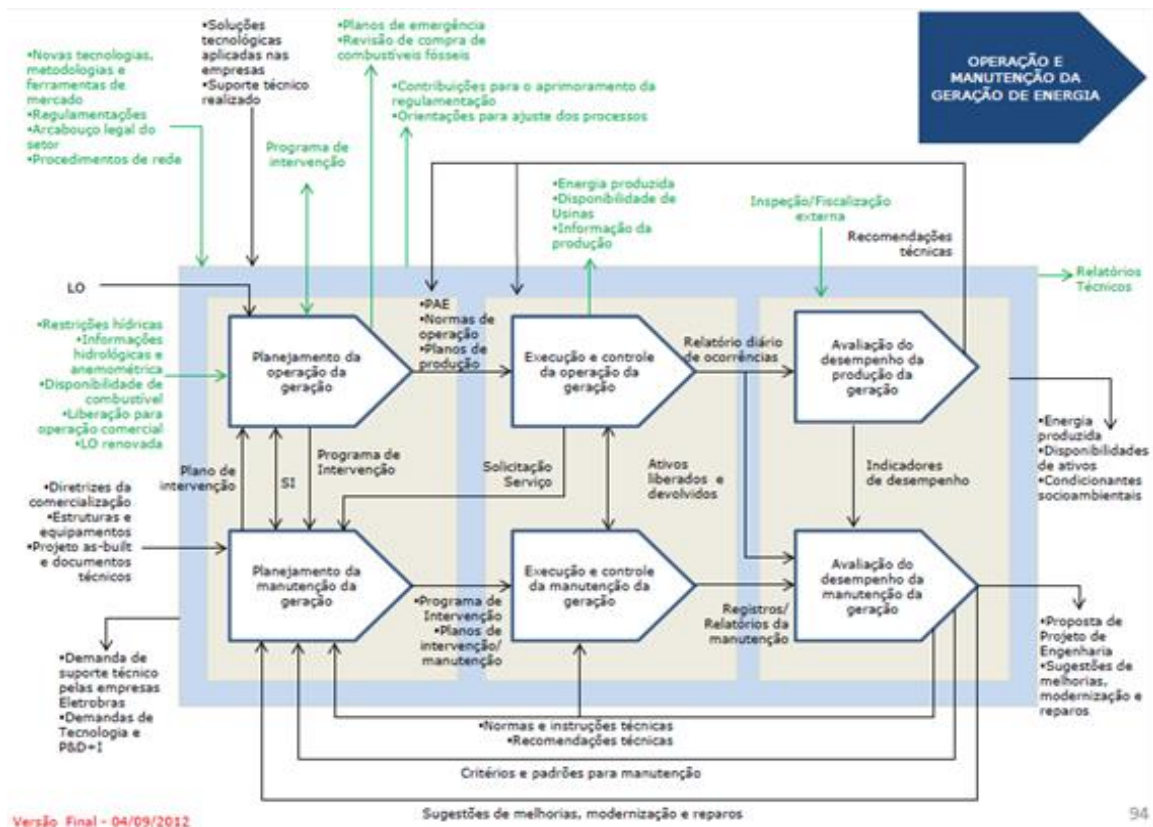 •Soluções
tecnológicas
aplicadas nas
empresas
•Suporte técnico
realizado
•Planos de emergência
•Revisão de compra de
combustíveis fósseis
•Novas tecnologias,
metodologias e
ferramentas de
mercado
•Regulamentações
•Arcabouço legal do
setor
•Procedimentos de rede
•Contribuições para o aprimoramento da
regulamentação
•Orientações para ajuste dos processos
OPERAÇÃO E
MANUTENÇÃO DA
GERAÇÃO DE ENERGIA
Programa de
intervenção
•Energia produzida
•Disponibilidade de
Usinas
•Informação da
produção
Inspeção/Fiscalização
externa
Recomendações
técnicas
Relatórios
Técnicos
LO
•Restrições hídricas
•Informações
hidrológicas e
anemométrica
•Disponibilidade de
combustível
•Liberação para
operação comercial
•LO renovada
Planejamento da
operação da
geração
•PAE
•Normas de
operação
•Planos de
produção
Execução e controle
da operação da
geração
Relatório diário
de ocorrências
Avaliação do
desempenho da
produção da
geração
•Energia
produzida
•Disponibilidades
de ativos
•Condicionantes
socioambientais
Plano de
intervenção
SI
Programa de
Intervenção
Solicitação
Serviço
Ativos
liberados e
devolvidos
Indicadores
de desempenho
•Diretrizes da
comercialização
•Estruturas e
equipamentos
•Projeto as-built
e documentos
técnicos
Planejamento da
manutenção da
geração
•Programa de
Intervenção
•Planos de
intervenção/
manutenção
Execução e controle
da manutenção da
geração
Registros/
Relatórios da
manutenção
Avaliação do
desempenho da
manutenção da
geração
•Proposta de
Projeto de
Engenharia
•Sugestões de
melhorias,
modernização e
reparos
•Demanda de
suporte técnico
pelas empresas
Eletrobras
•Demandas de
Tecnologia e
P&D+I
•Normas e instruções técnicas
•Recomendações técnicas
Critérios e padrões para manutenção
Sugestões de melhorias, modernização e reparos
Versão Final - 04/09/2012
94